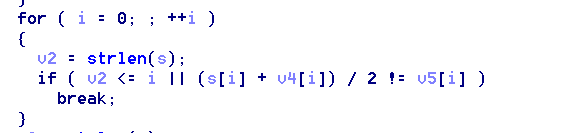 for ( i = 0; ; ++i )
{
v2 = strlen(s);
if ( v2 <= i || (s[i] + v4[i]) / 2 != v5[i] )
break;
}